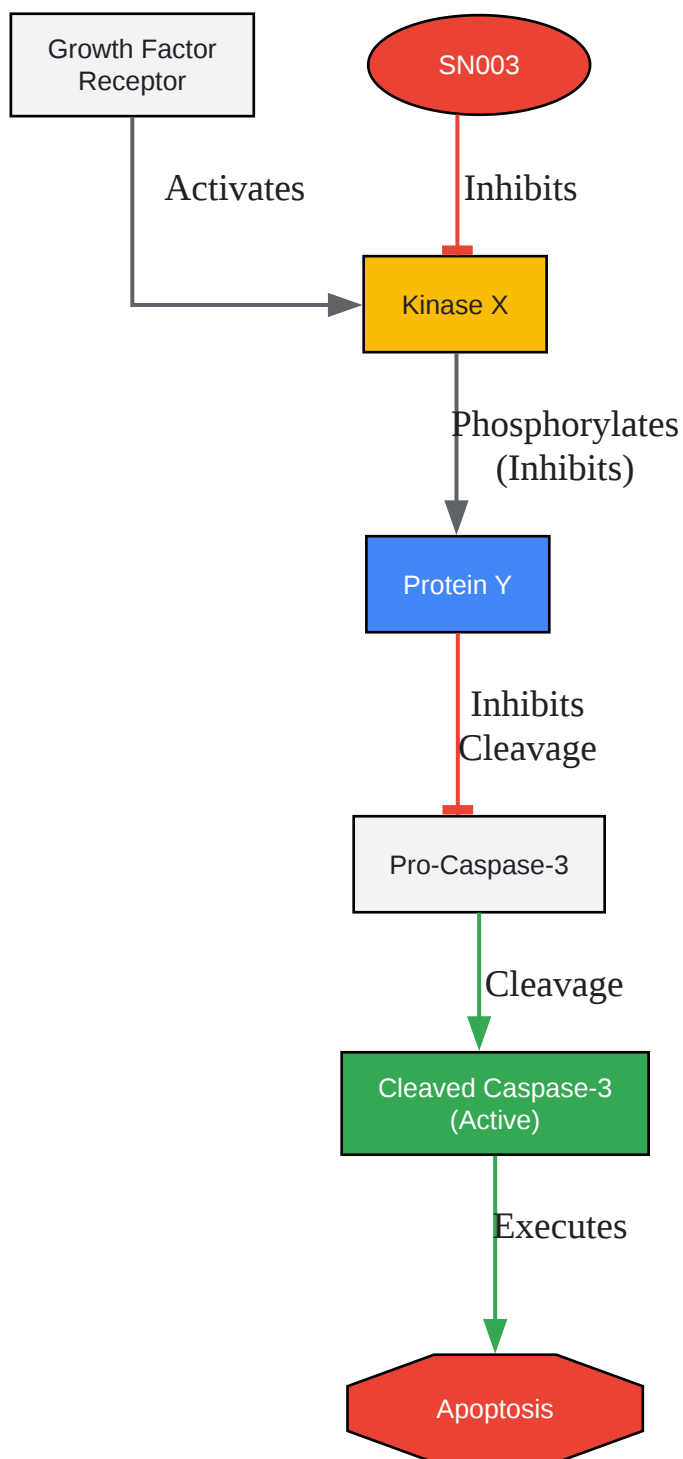 Growth Factor
Receptor
SN003
Activates
Inhibits
Kinase X
Phosphorylates
(Inhibits)
Protein Y
Inhibits
Cleavage
Pro-Caspase-3
Cleavage
Cleaved Caspase-3
(Active)
Executes
Apoptosis